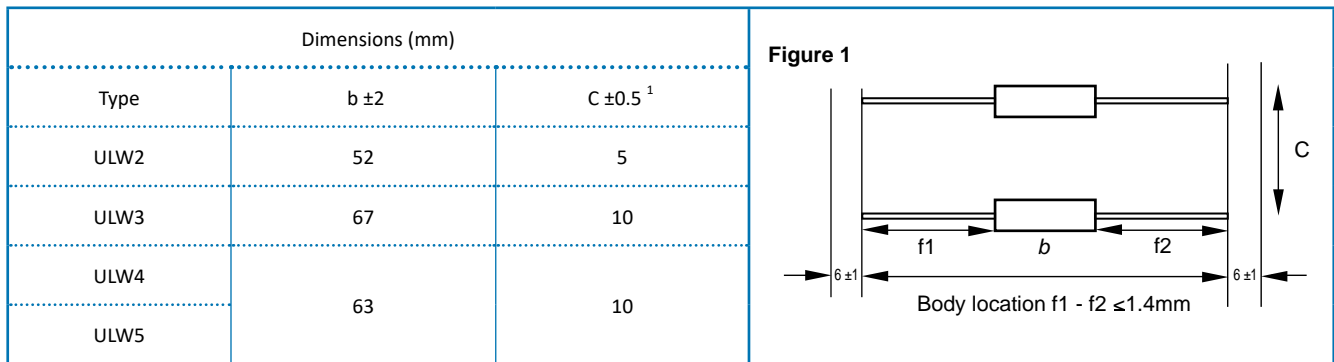 Dimensions (mm)
Type b ±2 C ±0.5 1
ULW2 52 5
ULW3 67 10
ULW4
63 10
ULW5
Figure 1
C
f1 b f2
6 ±1 6 ±1
Body location f1 - f2 ≤1.4mm